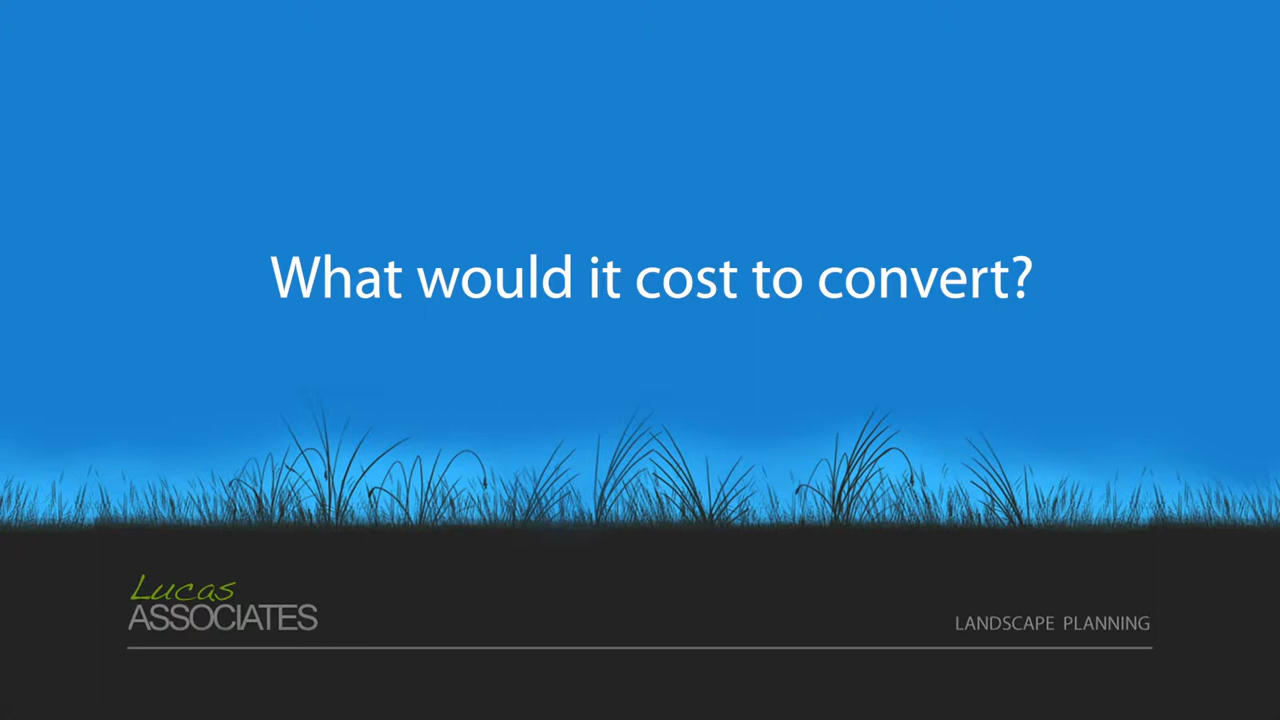 What would it cost to convert?
Lucas
ASSOCIATES
LANDSCAPE PLANNING